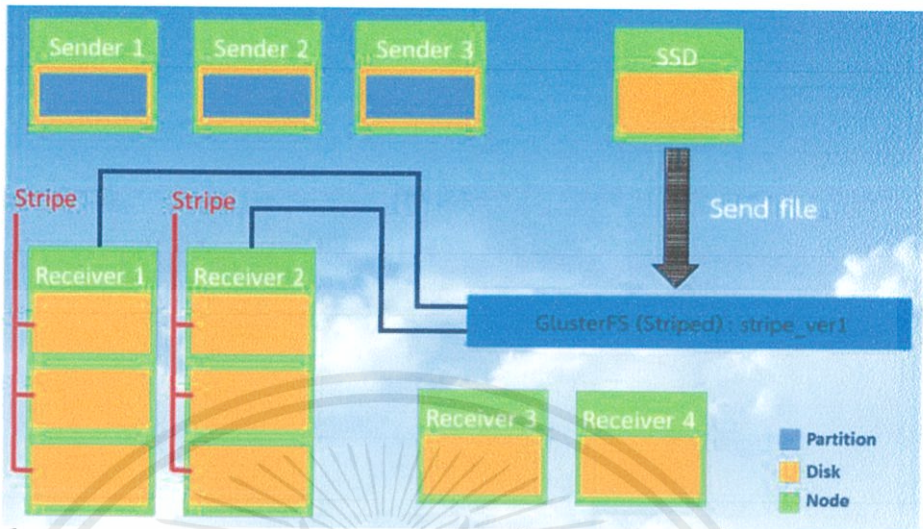 Sender 1
Sender 2
Sender 3
SSD
Stripe
Stripe
Send file
Receiver 1
Receiver 2
GlusterFS (Striped) : stripe_ver1
Receiver 3
Receiver 4
Partition
Disk
Node